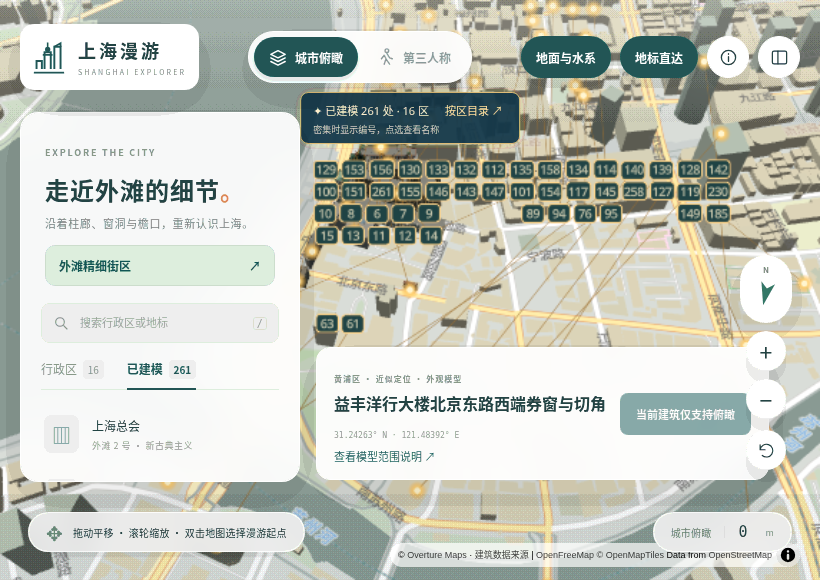 上海漫游
SHANGHAI EXPLORER
城市俯瞰
第三人称
地面与水系
地标直达
✦ 已建模 261 处 · 16 区 按区目录 ↗
密集时显示编号，点选查看名称
EXPLORE THE CITY
走近外滩的细节。
沿着柱廊、窗洞与檐口，重新认识上海。
外滩精细街区 ↗
搜索行政区或地标 /
行政区 16
已建模 261
上海总会
外滩 2 号 · 新古典主义
129 153 156 130 133 132 112 135 158 134 114 140 139 128 142
100 151 261 155 146 143 147 101 154 117 145 258 127 119 230
10 8 6 7 9 89 94 76 95 149 185
15 13 11 12 14
63 61
九江路
宁波路
北京东路
N
黄浦区 · 近似定位 · 外观模型
益丰洋行大楼北京东路西端券窗与切角
31.24263° N · 121.48392° E
查看模型范围说明 ↗
当前建筑仅支持俯瞰
+
−
拖动平移 · 滚轮缩放 · 双击地图选择漫游起点
城市俯瞰 0 m
© Overture Maps · 建筑数据来源 | OpenFreeMap © OpenMapTiles Data from OpenStreetMap